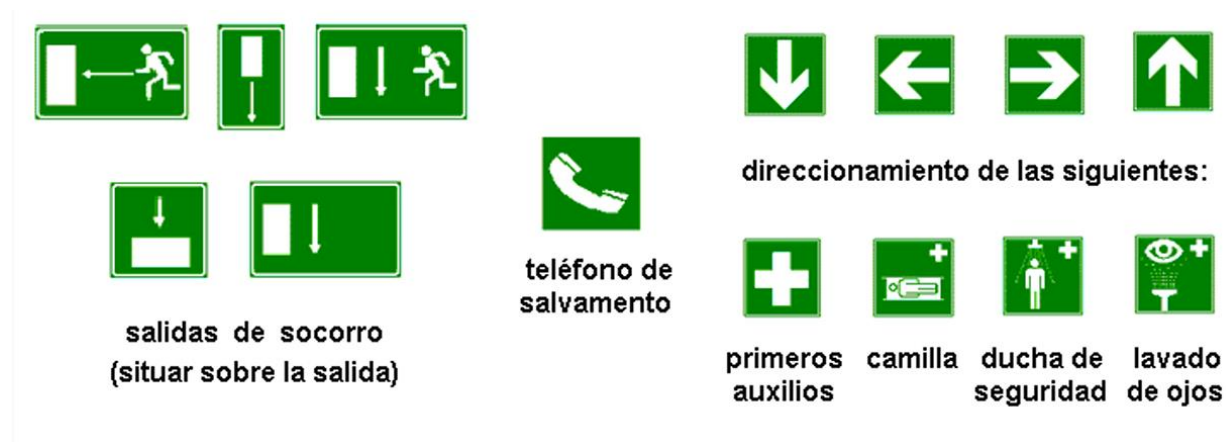 salidas de socorro
(situar sobre la salida)
teléfono de
salvamento
direccionamiento de las siguientes:
primeros
auxilios
camilla
ducha de
seguridad
lavado
de ojos